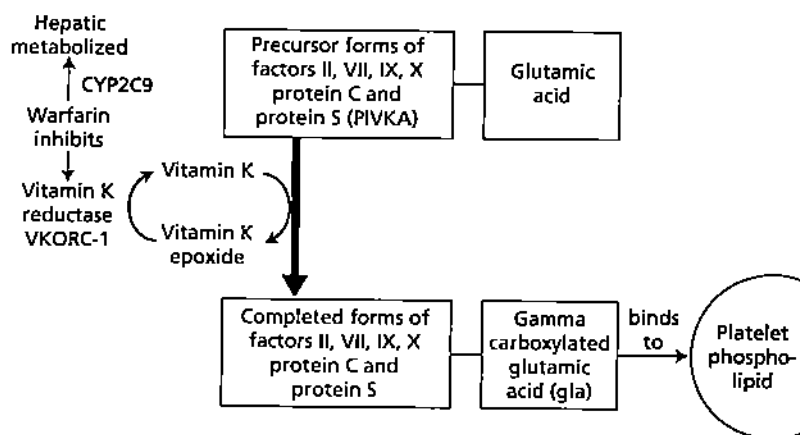 Hepatic
metabolized
CYP2C9
Warfarin
inhibits
Vitamin K
reductase
VKORC-1
Vitamin K
Vitamin K
epoxide
Precursor forms of
factors II, VII, IX, X
protein C and
protein S (PIVKA)
Glutamic
acid
Completed forms of
factors II, VII, IX, X
protein C and
protein S
Gamma
carboxylated
glutamic
acid (gla)
binds
to
Platelet
phospho-
lipid